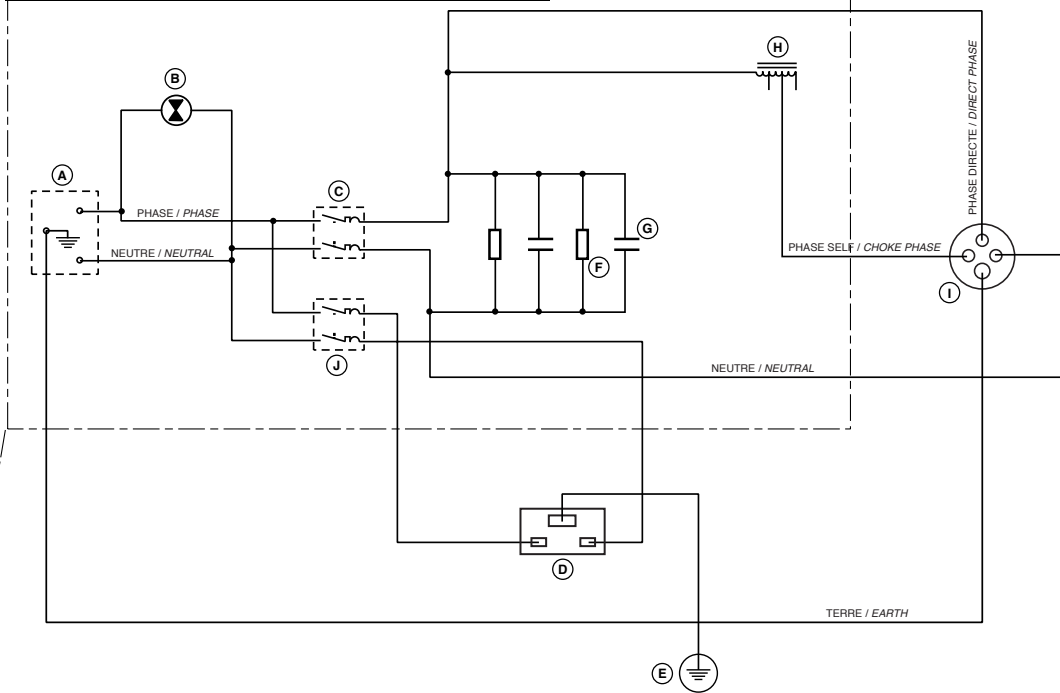 H
B
PHASE DIRECTE / DIRECT PHASE
A
C
PHASE / PHASE
G
NEUTRE / NEUTRAL
PHASE SELF / CHOKE PHASE
F
I
J
NEUTRE / NEUTRAL
D
TERRE / EARTH
E